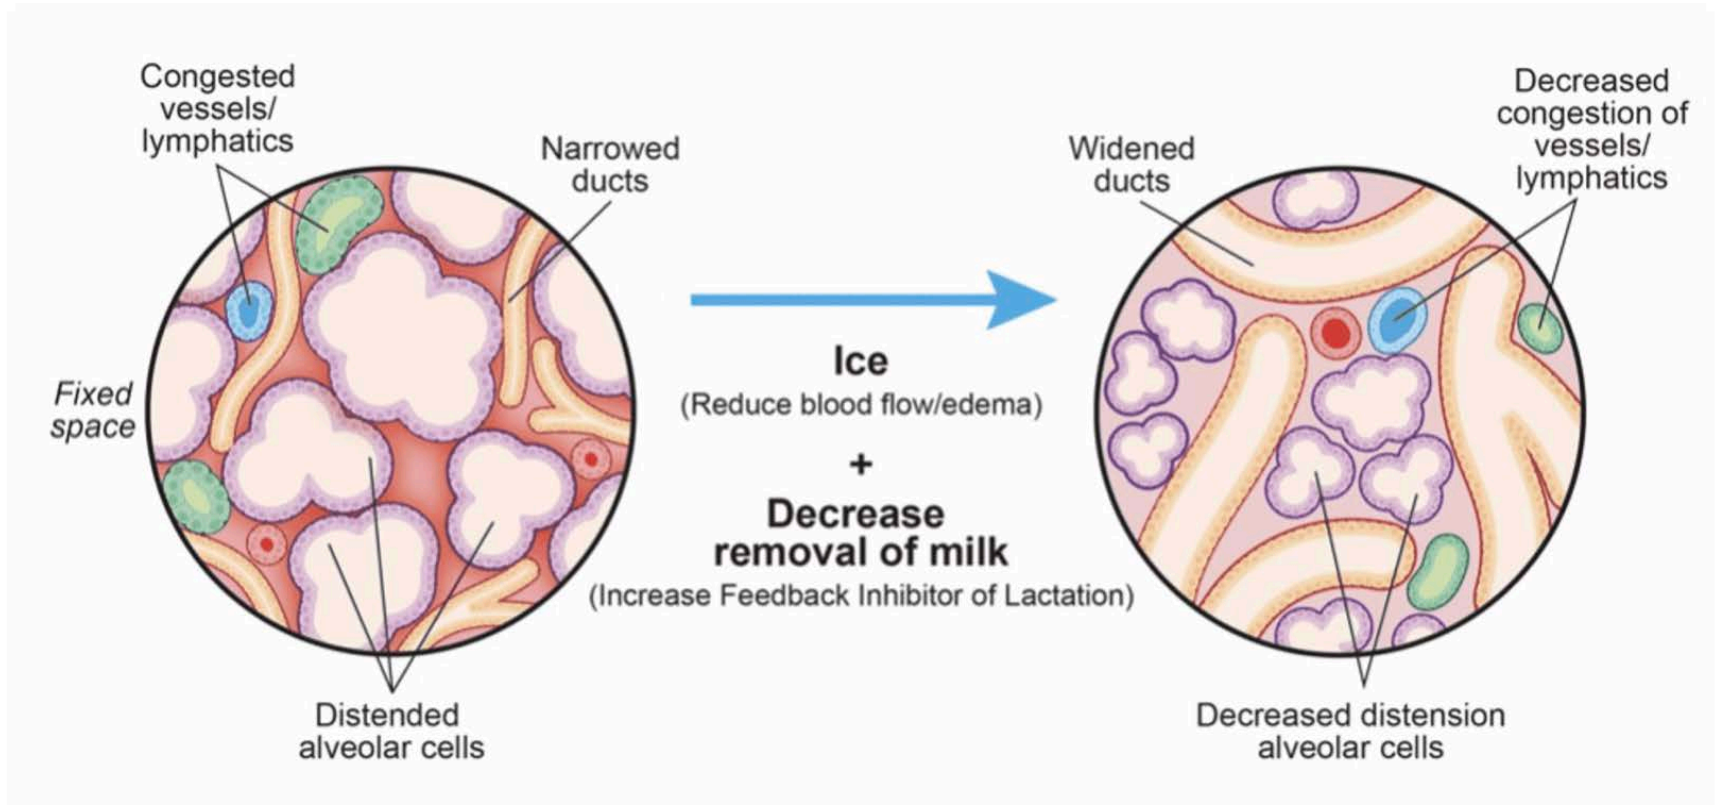 Congested
vessels/
lymphatics
Narrowed
ducts
Fixed
space
Distended
alveolar cells
Ice
(Reduce blood flow/edema)
+
Decrease
removal of milk
(Increase Feedback Inhibitor of Lactation)
Widened
ducts
Decreased
congestion of
vessels/
lymphatics
Decreased distension
alveolar cells